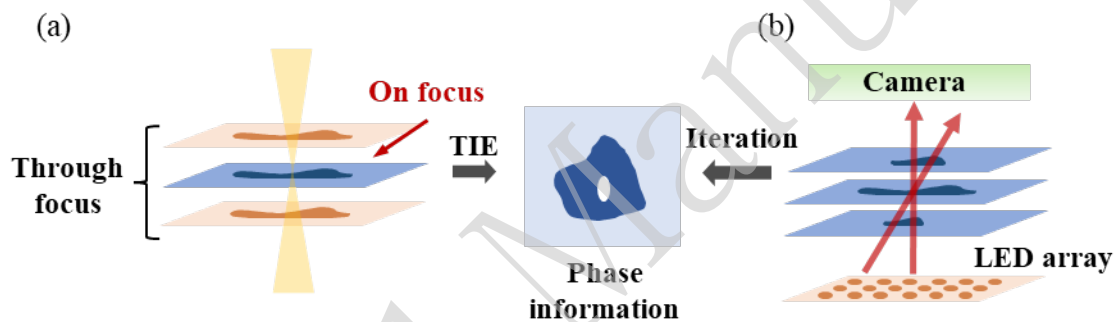 (a)
On focus
Through
focus
TIE
Phase
information
(b)
Camera
Iteration
LED array